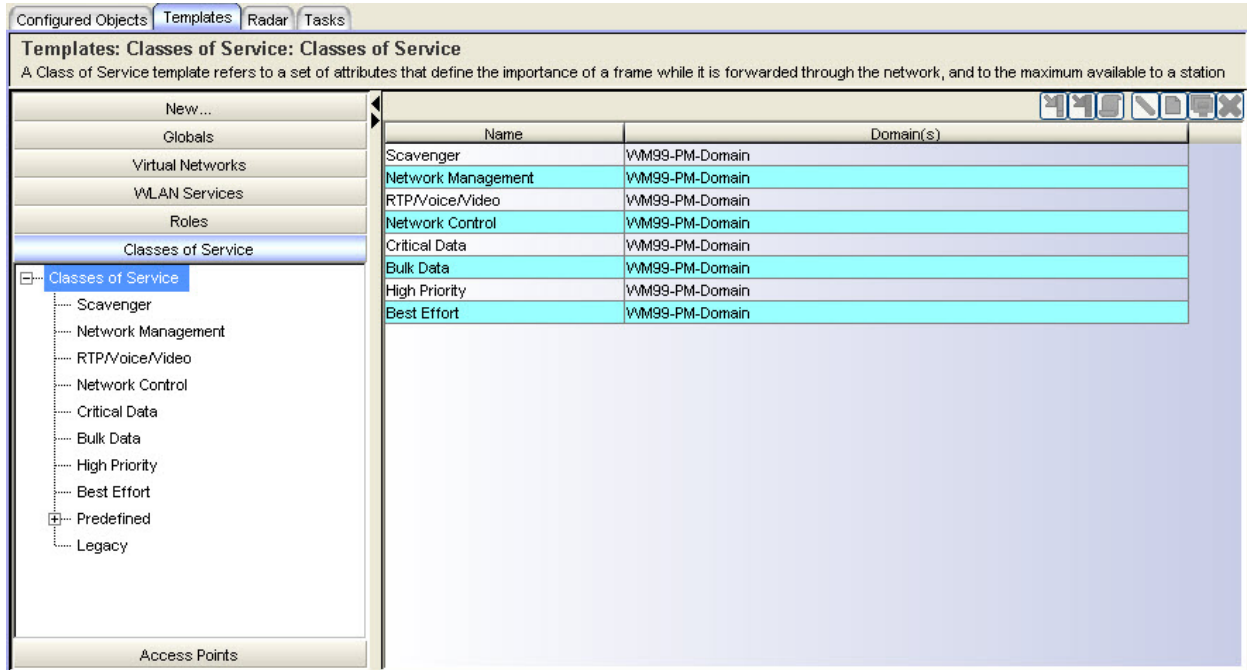 Configured Objects Templates Radar Tasks
Templates: Classes of Service: Classes of Service
A Class of Service template refers to a set of attributes that define the importance of a frame while it is forwarded through the network, and to the maximum available to a station
New...
Globals
Virtual Networks
WLAN Services
Roles
Classes of Service
Classes of Service
Scavenger
Network Management
RTP/Voice/Video
Network Control
Critical Data
Bulk Data
High Priority
Best Effort
Predefined
Legacy
Access Points
Name Domain(s)
Scavenger WM99-PM-Domain
Network Management WM99-PM-Domain
RTP/Voice/Video WM99-PM-Domain
Network Control WM99-PM-Domain
Critical Data WM99-PM-Domain
Bulk Data WM99-PM-Domain
High Priority WM99-PM-Domain
Best Effort WM99-PM-Domain